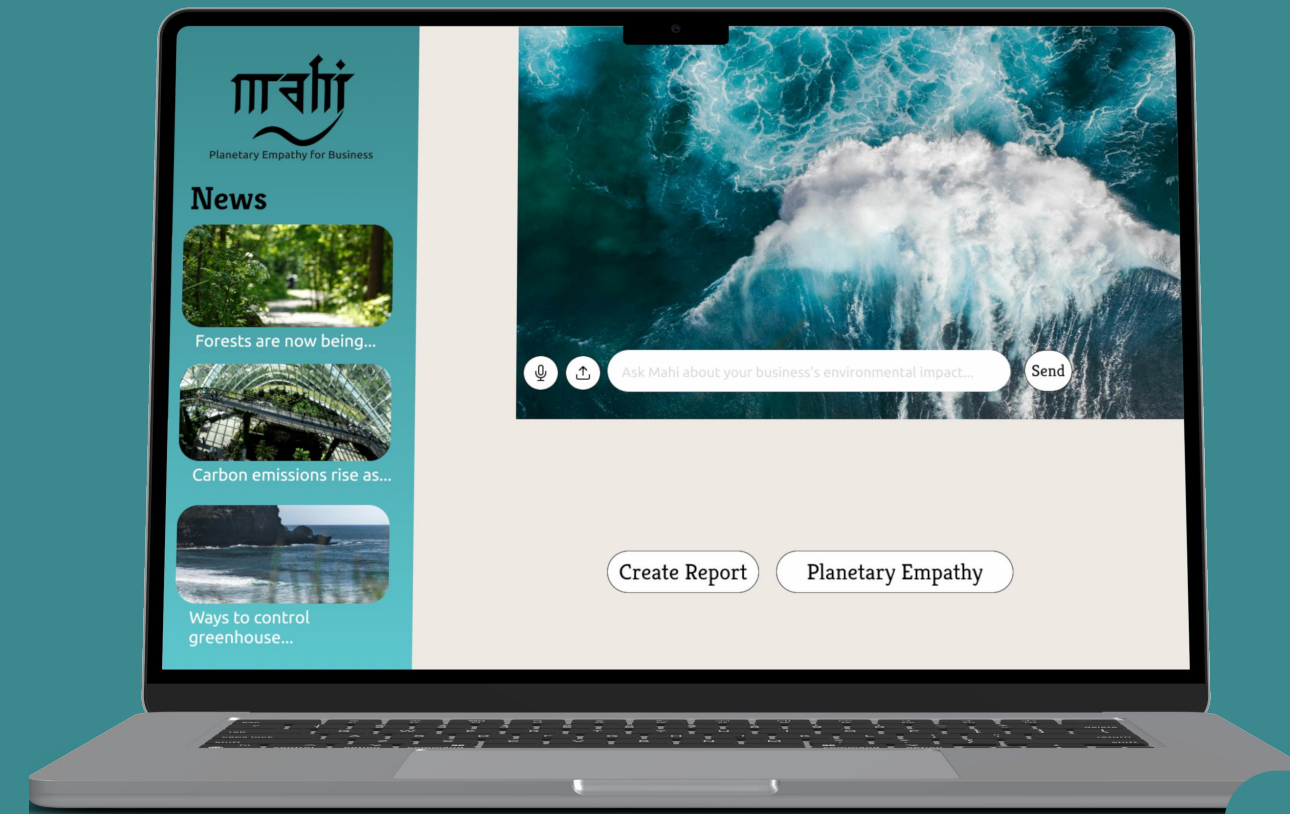 mahi
Planetary Empathy for Business
News
Forests are now being...
Carbon emissions rise as...
Ways to control
greenhouse...
Ask Mahi about your business's environmental impact...
Send
Create Report
Planetary Empathy